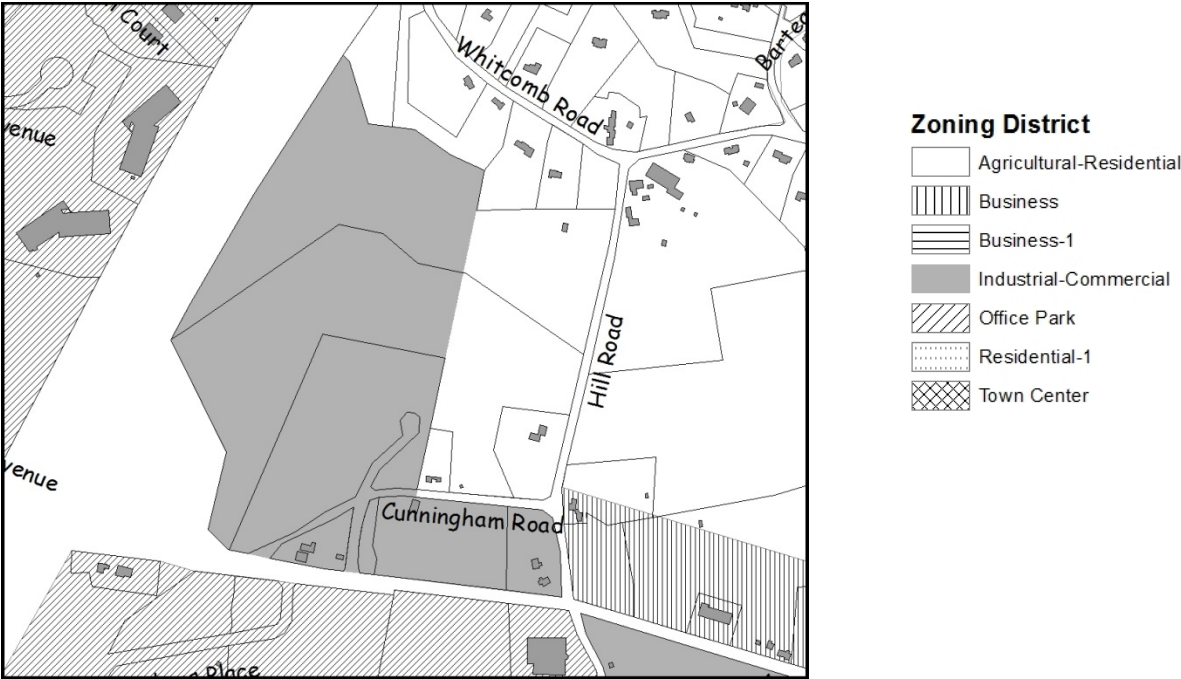 Court
Whitcomb Road
venue
Hill Road
venue
Cunningham Road
Place
Zoning District
Agricultural-Residential
Business
Business-1
Industrial-Commercial
Office Park
Residential-1
Town Center